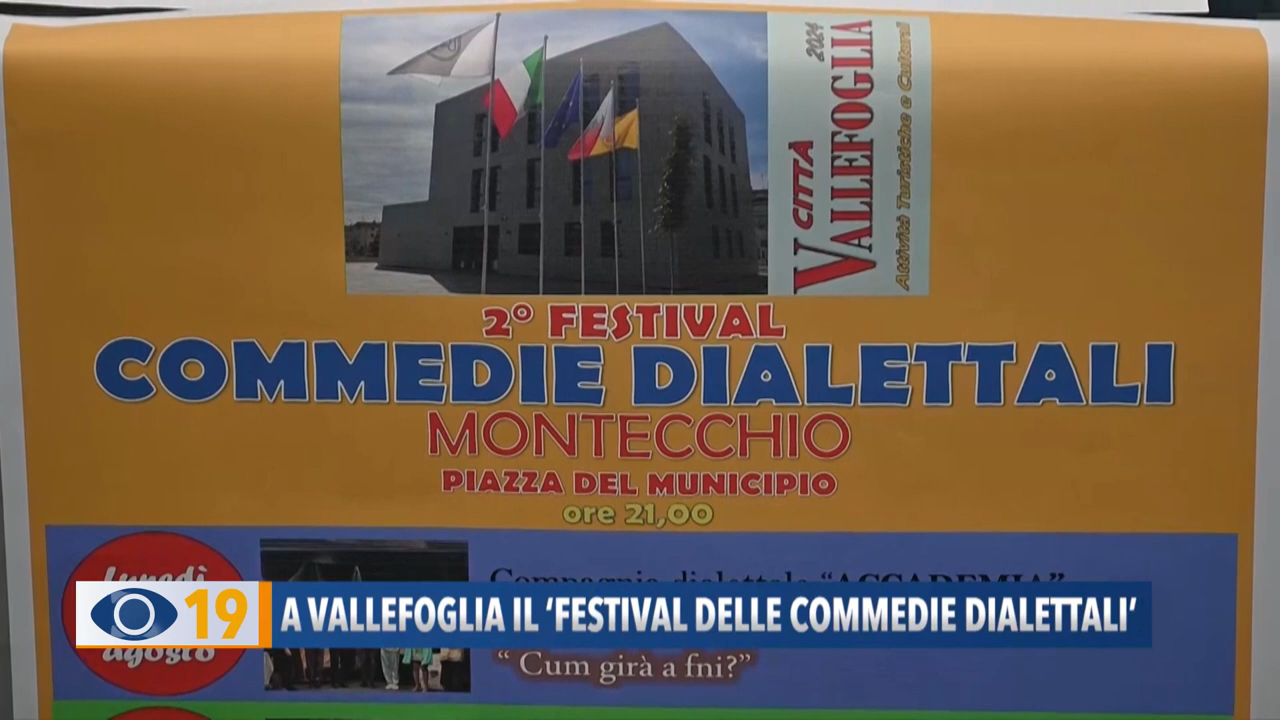 CITTÀ 2024
VALLEFOGLIA
Attività Turistiche e Culturali
2° FESTIVAL
COMMEDIE DIALETTALI
MONTECCHIO
PIAZZA DEL MUNICIPIO
ore 21,00
Lunedì
agosto
Compagnia dialettale "ACCADEMIA"
19 A VALLEFOGLIA IL ‘FESTIVAL DELLE COMMEDIE DIALETTALI’
“ Cum girà a fni?”